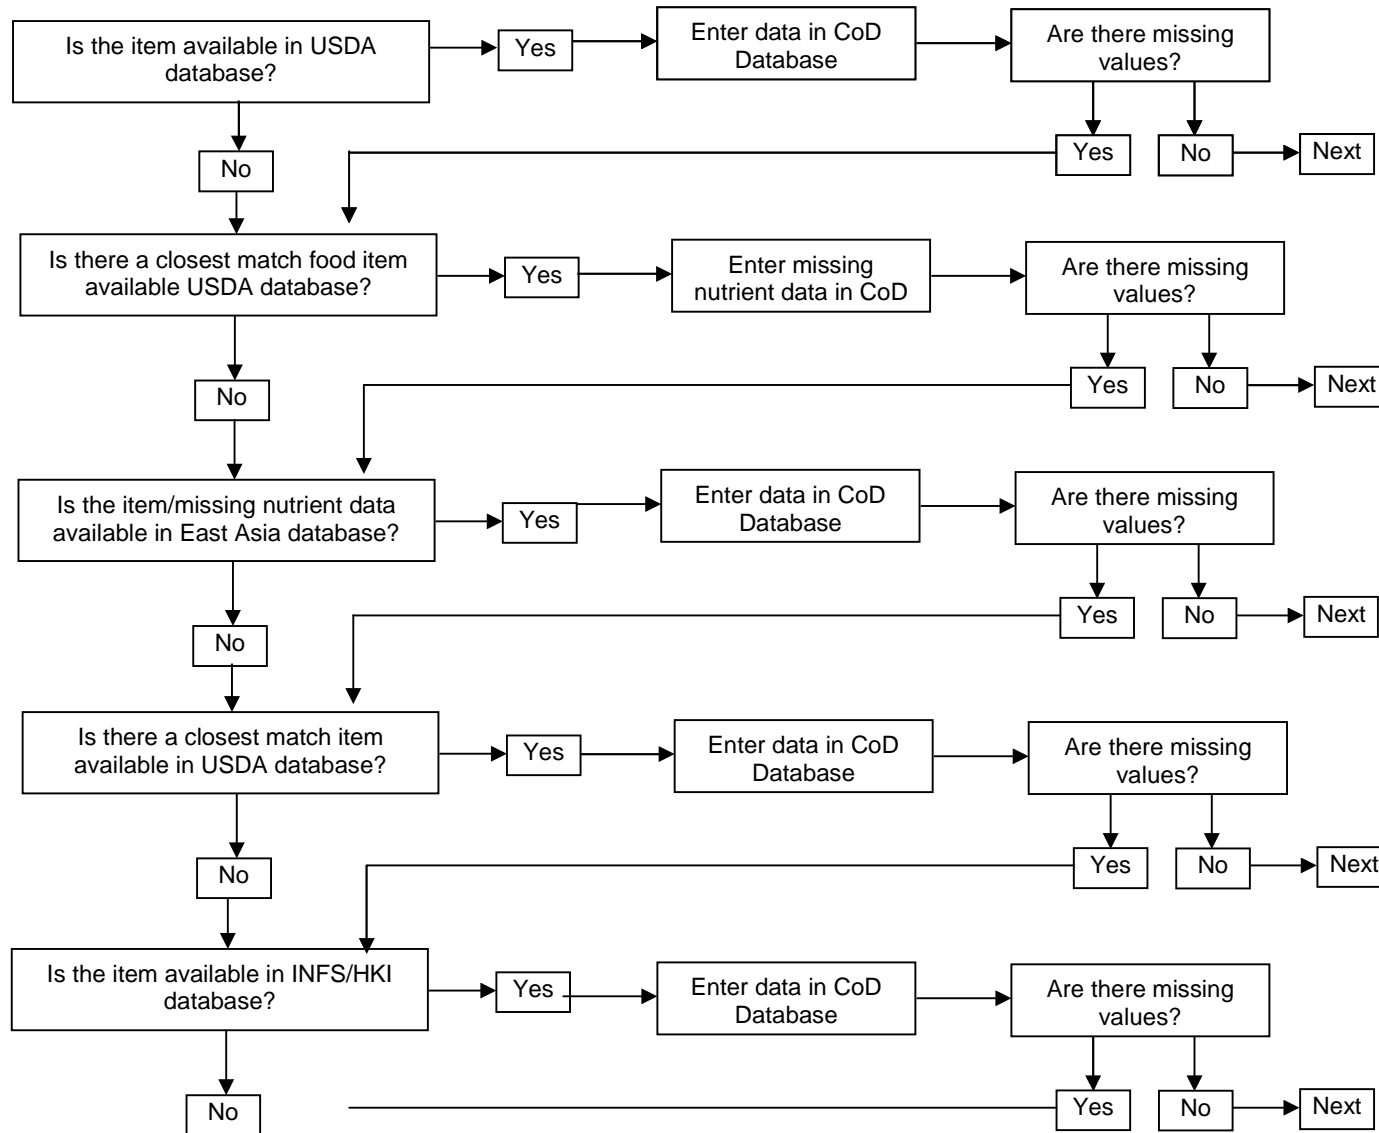 Is the item available in USDA
database?
Yes
Enter data in CoD
Database
Are there missing
values?
No
Yes
No
Next
Is there a closest match food item
available USDA database?
Yes
Enter missing
nutrient data in CoD
Are there missing
values?
No
Yes
No
Next
Is the item/missing nutrient data
available in East Asia database?
Yes
Enter data in CoD
Database
Are there missing
values?
No
Yes
No
Next
Is there a closest match item
available in USDA database?
Yes
Enter data in CoD
Database
Are there missing
values?
No
Yes
No
Next
Is the item available in INFS/HKI
database?
Yes
Enter data in CoD
Database
Are there missing
values?
No
Yes
No
Next